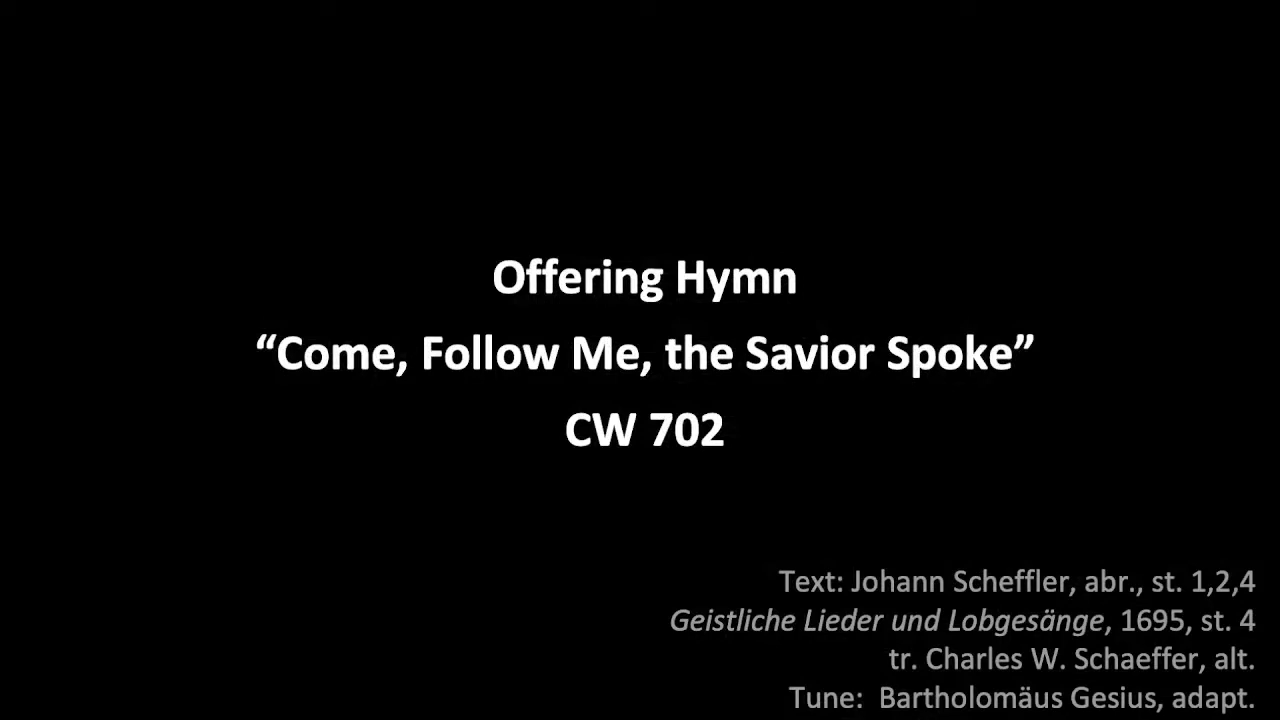 Offering Hymn
“Come, Follow Me, the Savior Spoke”
CW 702
Text: Johann Scheffler, abr., st. 1,2,4
Geistliche Lieder und Lobgesänge, 1695, st. 4
tr. Charles W. Schaeffer, alt.
Tune:  Bartholomäus Gesius, adapt.